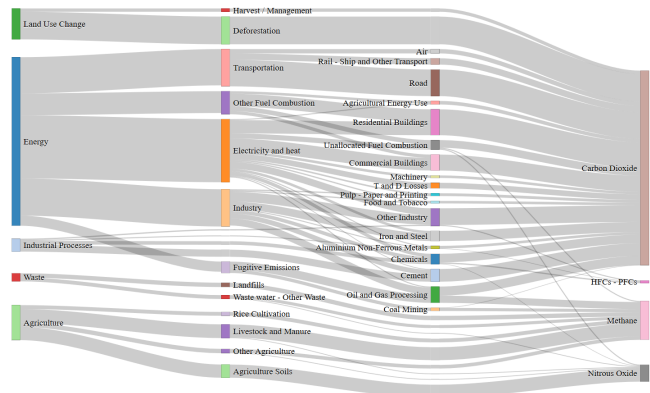 Land Use Change
Energy
Industrial Processes
Waste
Agriculture
Harvest / Management
Deforestation
Transportation
Other Fuel Combustion
Electricity and heat
Industry
Fugitive Emissions
Landfills
Waste water - Other Waste
Rice Cultivation
Livestock and Manure
Other Agriculture
Agriculture Soils
Air
Rail - Ship and Other Transport
Road
Agricultural Energy Use
Residential Buildings
Unallocated Fuel Combustion
Commercial Buildings
Machinery
T and D Losses
Pulp - Paper and Printing
Food and Tobacco
Other Industry
Iron and Steel
Aluminium Non-Ferrous Metals
Chemicals
Cement
Oil and Gas Processing
Coal Mining
Carbon Dioxide
HFCs - PFCs
Methane
Nitrous Oxide